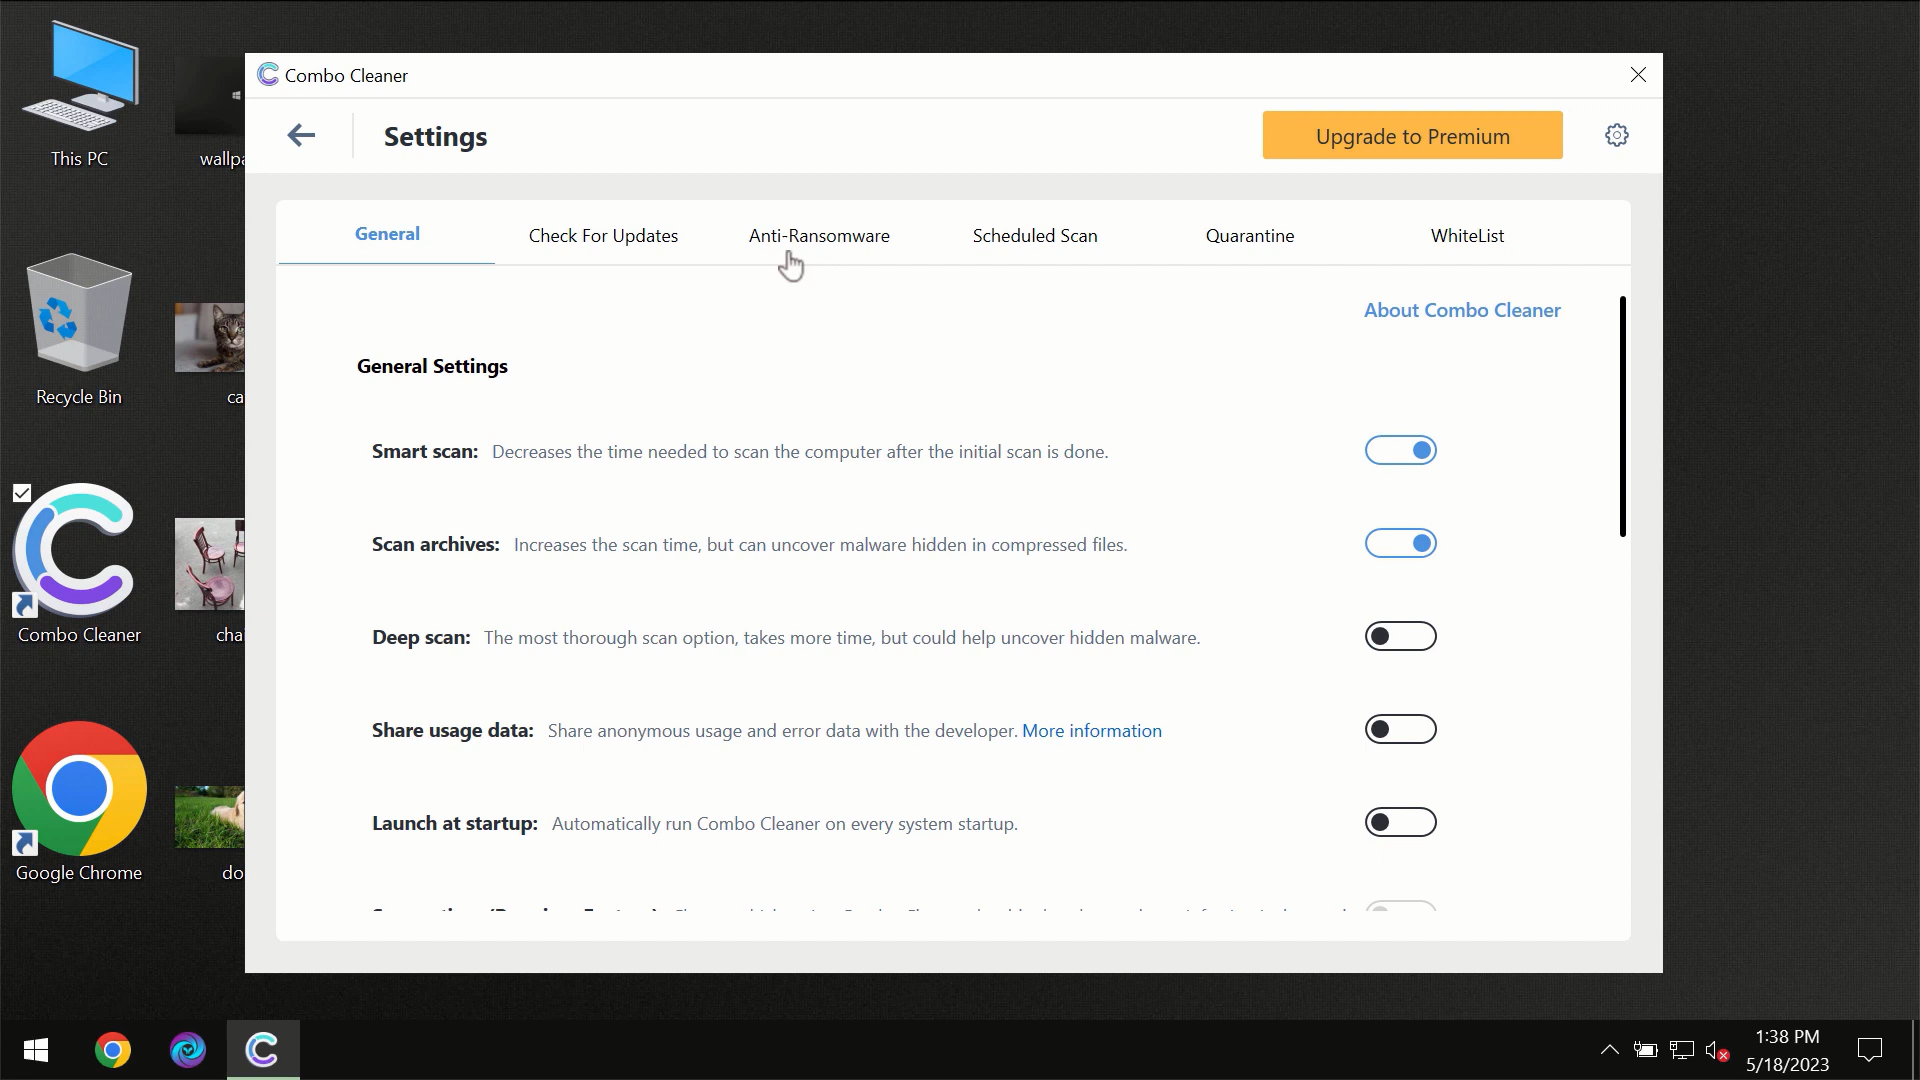 This PC
wallpa
Recycle Bin
ca
Combo Cleaner
chai
Google Chrome
do
Combo Cleaner
Settings
Upgrade to Premium
General
Check For Updates
Anti-Ransomware
Scheduled Scan
Quarantine
WhiteList
About Combo Cleaner
General Settings
Smart scan: Decreases the time needed to scan the computer after the initial scan is done.
Scan archives: Increases the scan time, but can uncover malware hidden in compressed files.
Deep scan: The most thorough scan option, takes more time, but could help uncover hidden malware.
Share usage data: Share anonymous usage and error data with the developer. More information
Launch at startup: Automatically run Combo Cleaner on every system startup.
1:38 PM
5/18/2023